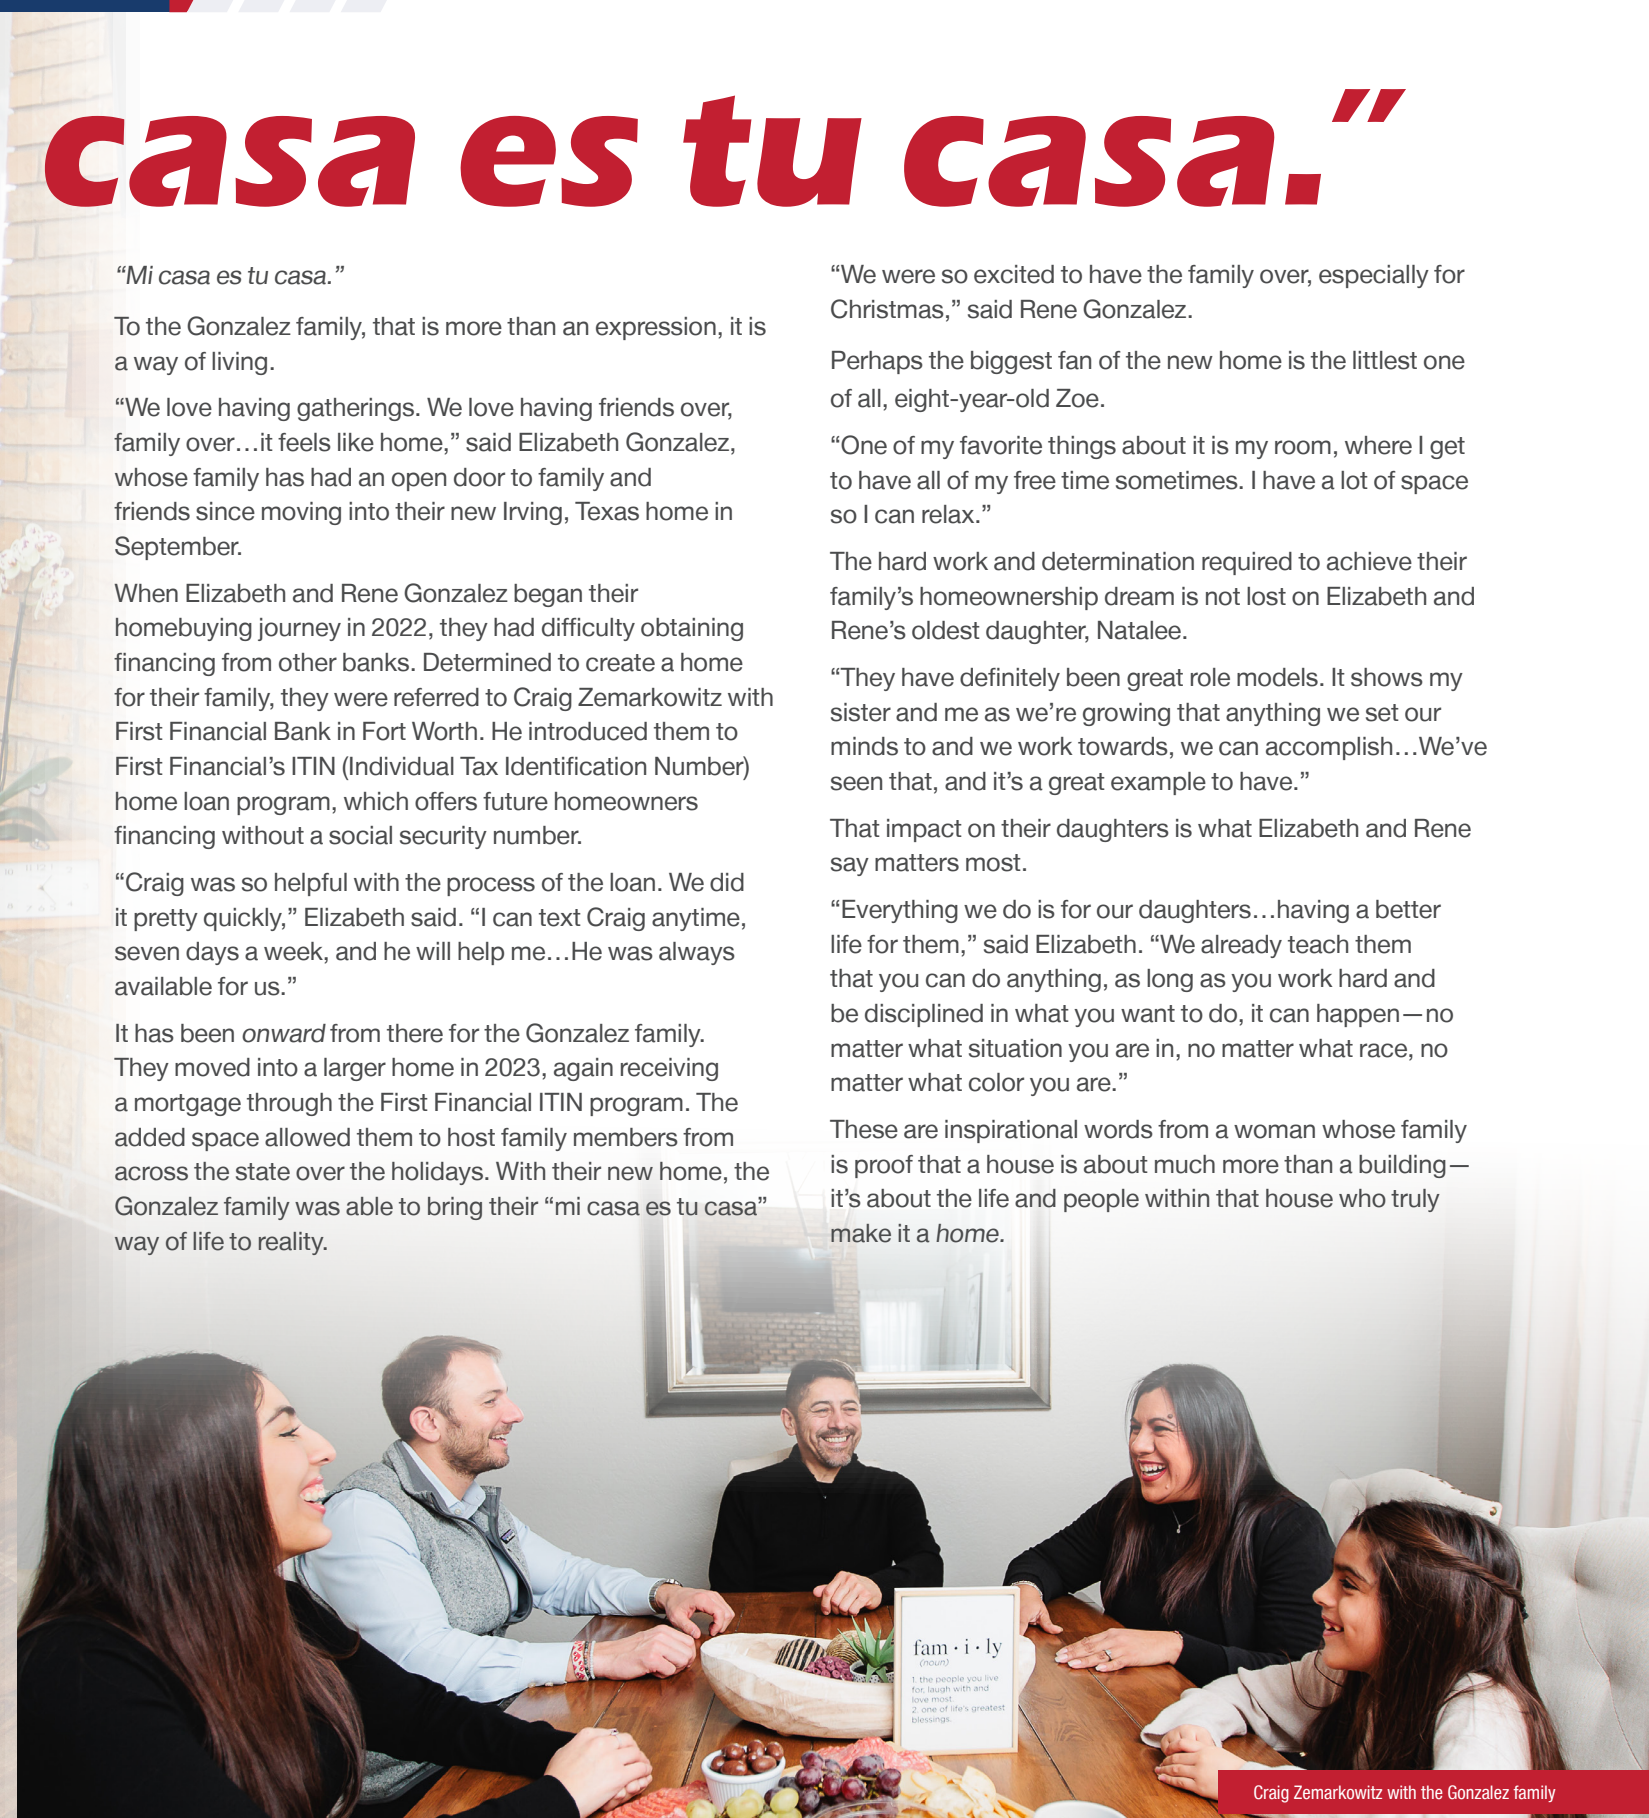 casa es tu casa.”
“Mi casa es tu casa.”
To the Gonzalez family, that is more than an expression, it is
a way of living.
“We love having gatherings. We love having friends over,
family over…it feels like home,” said Elizabeth Gonzalez,
whose family has had an open door to family and
friends since moving into their new Irving, Texas home in
September.
When Elizabeth and Rene Gonzalez began their
homebuying journey in 2022, they had difficulty obtaining
financing from other banks. Determined to create a home
for their family, they were referred to Craig Zemarkowitz with
First Financial Bank in Fort Worth. He introduced them to
First Financial’s ITIN (Individual Tax Identification Number)
home loan program, which offers future homeowners
financing without a social security number.
“Craig was so helpful with the process of the loan. We did
it pretty quickly,” Elizabeth said. “I can text Craig anytime,
seven days a week, and he will help me…He was always
available for us.”
It has been onward from there for the Gonzalez family.
They moved into a larger home in 2023, again receiving
a mortgage through the First Financial ITIN program. The
added space allowed them to host family members from
across the state over the holidays. With their new home, the
Gonzalez family was able to bring their “mi casa es tu casa”
way of life to reality.
“We were so excited to have the family over, especially for
Christmas,” said Rene Gonzalez.
Perhaps the biggest fan of the new home is the littlest one
of all, eight-year-old Zoe.
“One of my favorite things about it is my room, where I get
to have all of my free time sometimes. I have a lot of space
so I can relax.”
The hard work and determination required to achieve their
family’s homeownership dream is not lost on Elizabeth and
Rene’s oldest daughter, Natalee.
“They have definitely been great role models. It shows my
sister and me as we’re growing that anything we set our
minds to and we work towards, we can accomplish…We’ve
seen that, and it’s a great example to have.”
That impact on their daughters is what Elizabeth and Rene
say matters most.
“Everything we do is for our daughters…having a better
life for them,” said Elizabeth. “We already teach them
that you can do anything, as long as you work hard and
be disciplined in what you want to do, it can happen—no
matter what situation you are in, no matter what race, no
matter what color you are.”
These are inspirational words from a woman whose family
is proof that a house is about much more than a building—
it’s about the life and people within that house who truly
make it a home.
fam · i · ly
(noun)
1. the people you live
for, laugh with and
love most.
2. one of life's greatest
blessings.
Craig Zemarkowitz with the Gonzalez family